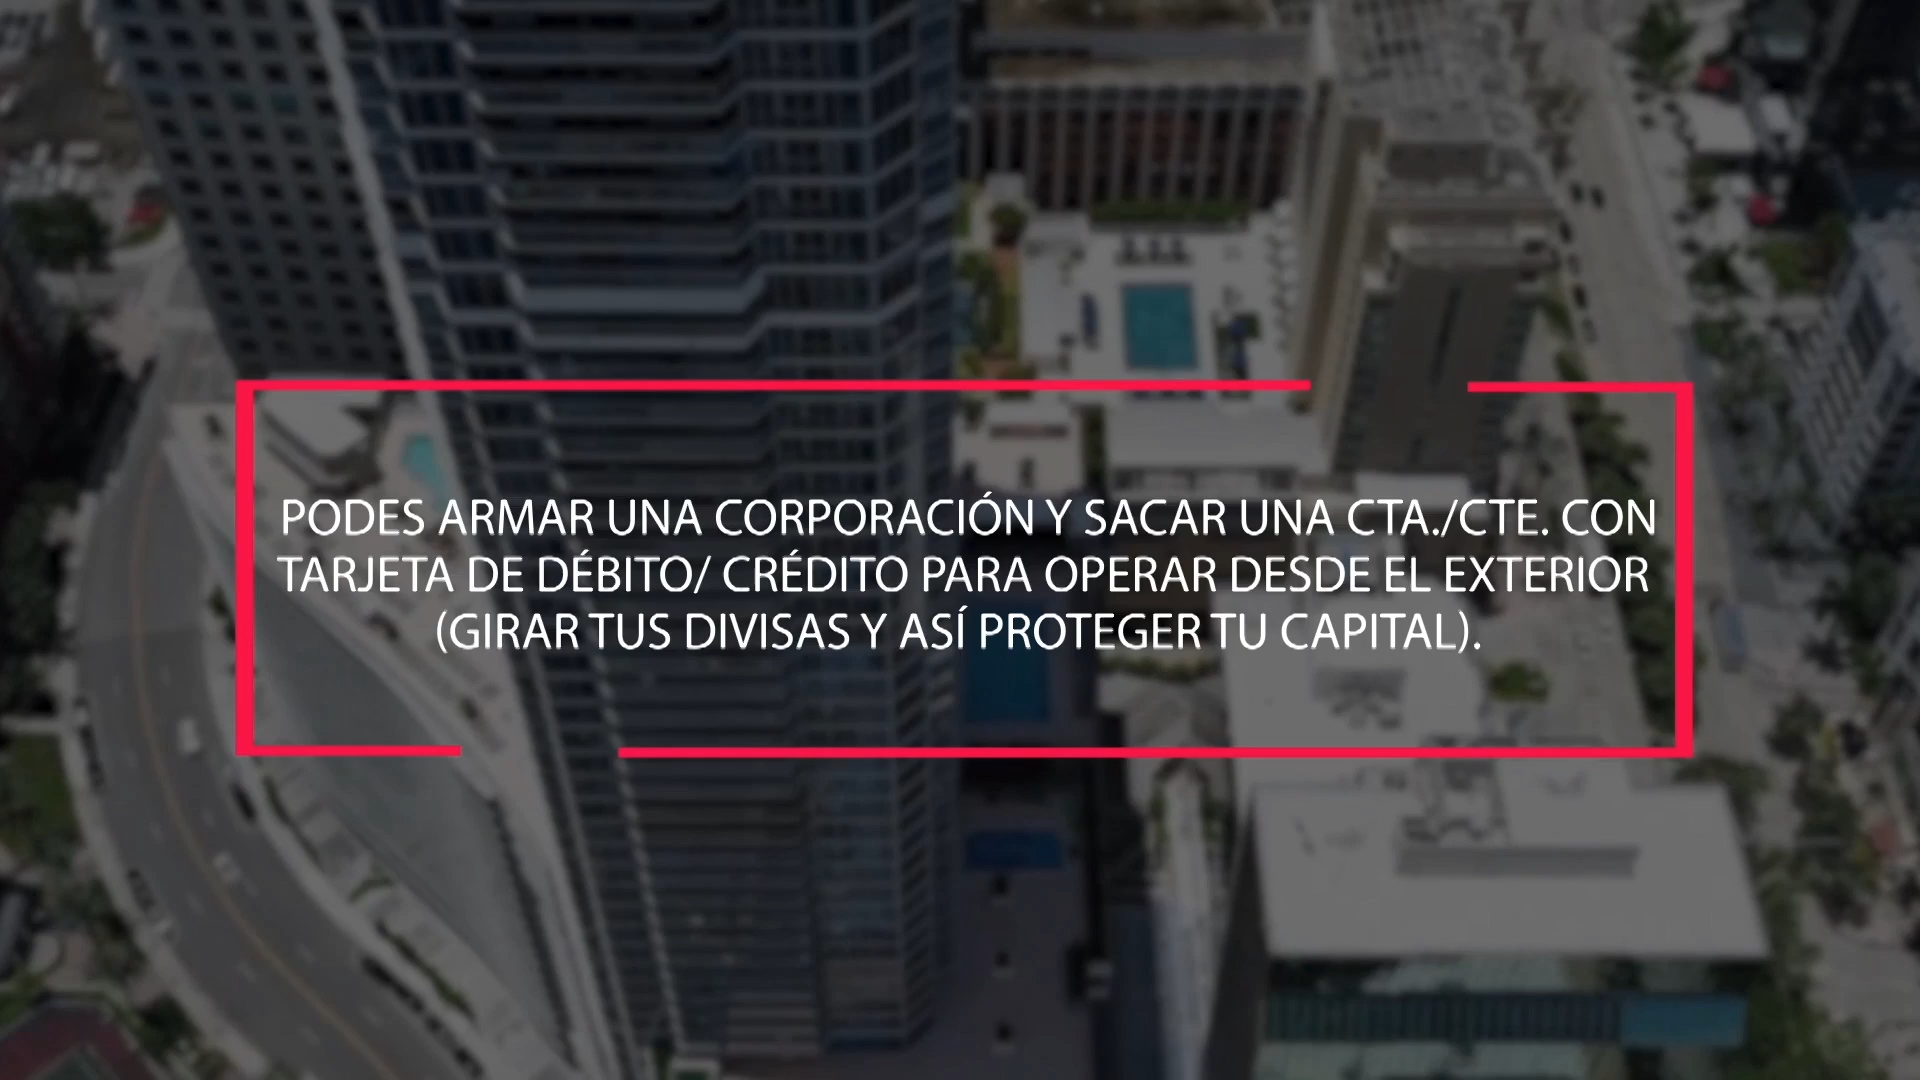 PODES ARMAR UNA CORPORACIÓN Y SACAR UNA CTA./CTE. CON
TARJETA DE DÉBITO/ CRÉDITO PARA OPERAR DESDE EL EXTERIOR
(GIRAR TUS DIVISAS Y ASÍ PROTEGER TU CAPITAL).